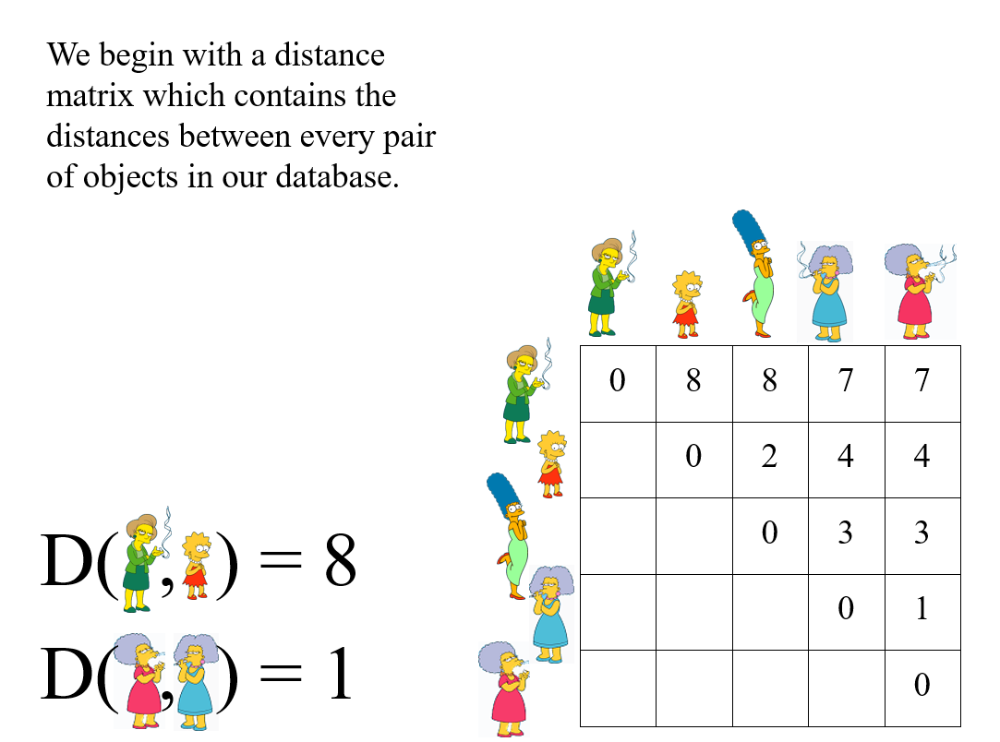 We begin with a distance
matrix which contains the
distances between every pair
of objects in our database.
0 8 8 7 7
0 2 4 4
0 3 3
D( , ) = 8
0 1
D( , ) = 1
0